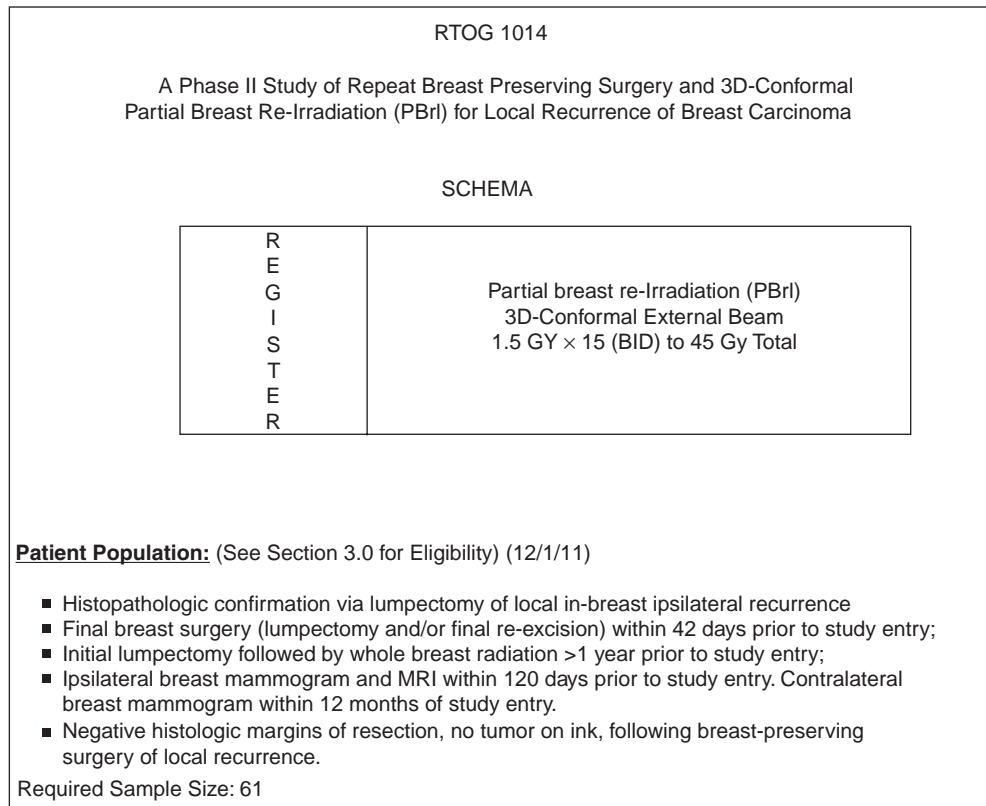 RTOG 1014
A Phase II Study of Repeat Breast Preserving Surgery and 3D-Conformal
Partial Breast Re-Irradiation (PBrl) for Local Recurrence of Breast Carcinoma
SCHEMA
R
E
G
I
S
T
E
R
Partial breast re-Irradiation (PBrl)
3D-Conformal External Beam
1.5 GY × 15 (BID) to 45 Gy Total
Patient Population: (See Section 3.0 for Eligibility) (12/1/11)
▪ Histopathologic confirmation via lumpectomy of local in-breast ipsilateral recurrence
▪ Final breast surgery (lumpectomy and/or final re-excision) within 42 days prior to study entry;
▪ Initial lumpectomy followed by whole breast radiation >1 year prior to study entry;
▪ Ipsilateral breast mammogram and MRI within 120 days prior to study entry. Contralateral
breast mammogram within 12 months of study entry.
▪ Negative histologic margins of resection, no tumor on ink, following breast-preserving
surgery of local recurrence.
Required Sample Size: 61